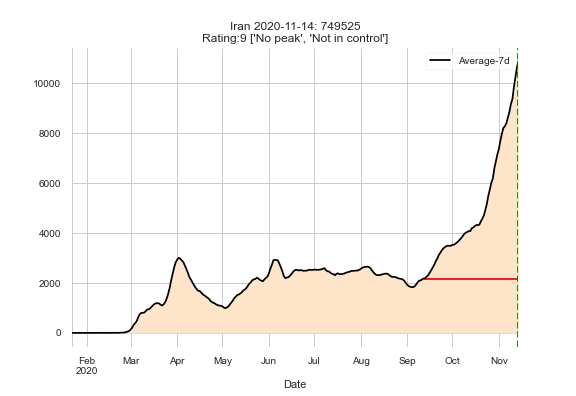 Iran 2020-11-14: 749525
Rating:9 ['No peak', 'Not in control']
Average-7d
10000
8000
6000
4000
2000
0
Feb Mar Apr May Jun Jul Aug Sep Oct Nov
2020
Date